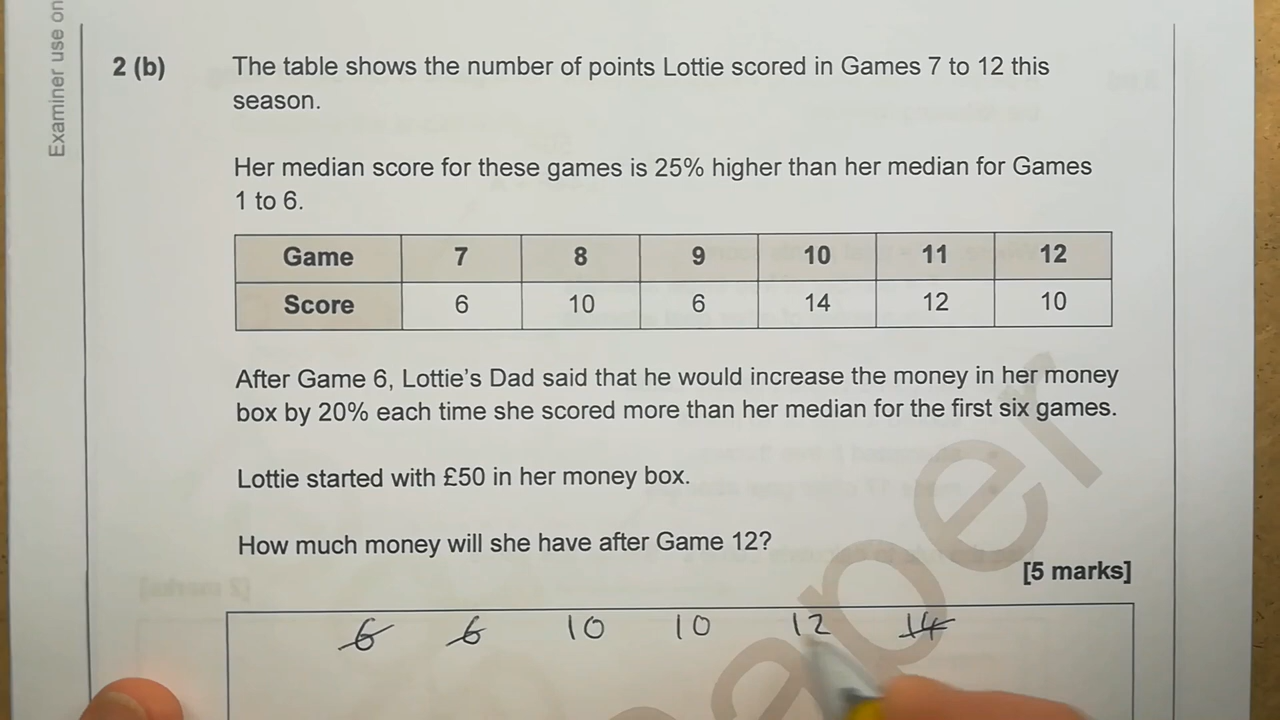 Examiner use on
2 (b) The table shows the number of points Lottie scored in Games 7 to 12 this
season.
Her median score for these games is 25% higher than her median for Games
1 to 6.
Game 7 8 9 10 11 12
Score 6 10 6 14 12 10
After Game 6, Lottie's Dad said that he would increase the money in her money
box by 20% each time she scored more than her median for the first six games.
Lottie started with £50 in her money box.
How much money will she have after Game 12?
[5 marks]
6 6 10 10 12 14
aper